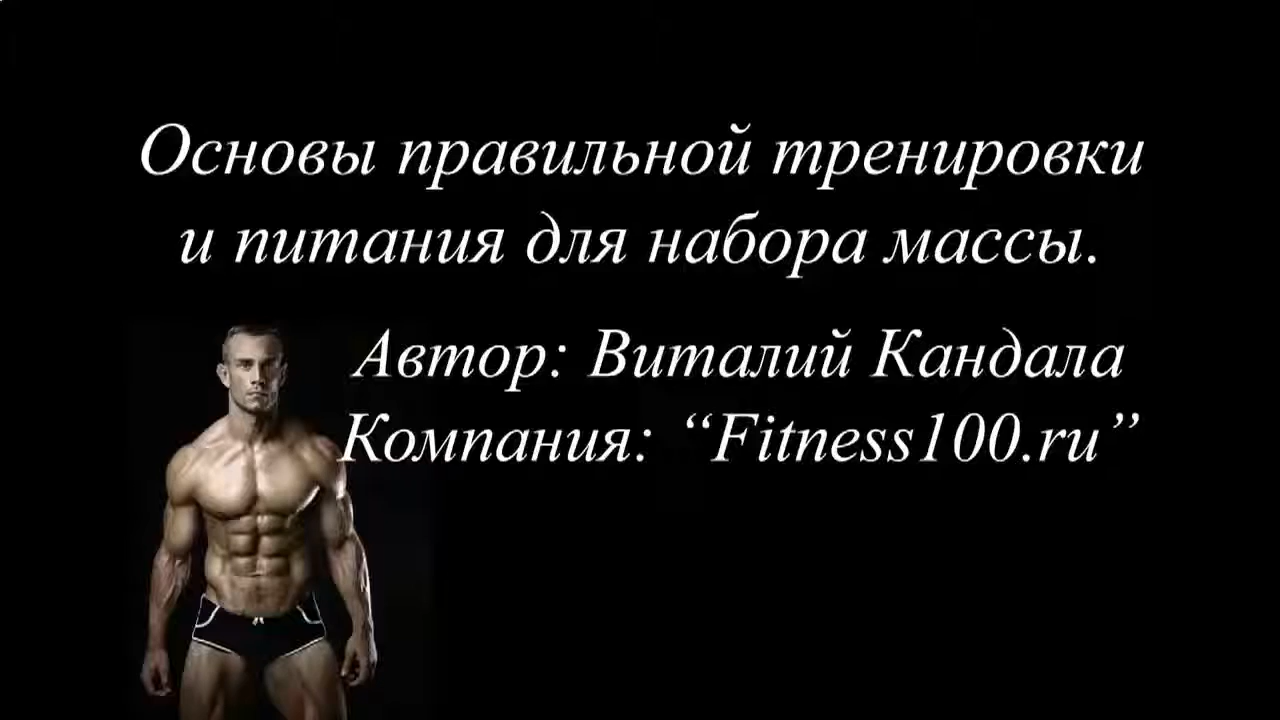 Основы правильной тренировки
и питания для набора массы.
Автор: Виталий Кандала
Компания: “Fitness100.ru”